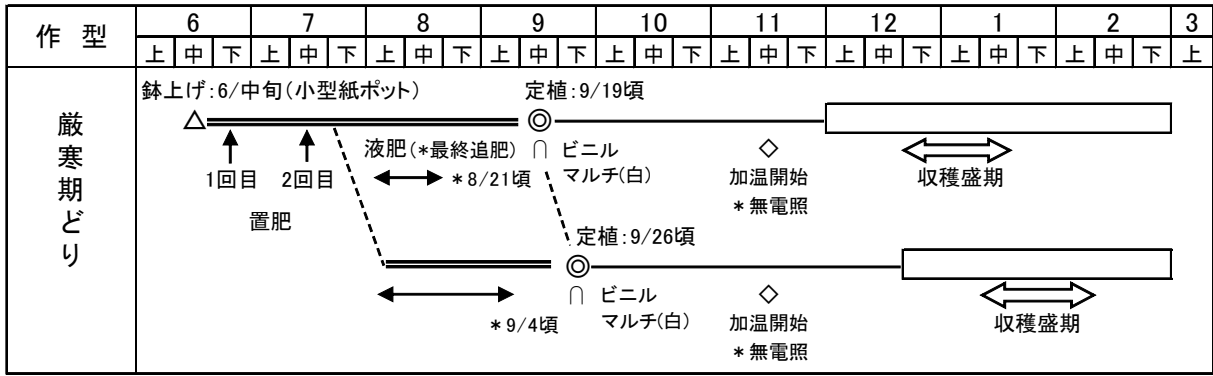 作 型 6 7 8 9 10 11 12 1 2 3
上 中 下 上 中 下 上 中 下 上 中 下 上 中 下 上 中 下 上 中 下 上 中 下 上 中 下 上
厳寒期どり
鉢上げ:6/中旬(小型紙ポット) 定植:9/19頃
△ ◎
液肥(*最終追肥) ∩ ビニル ◇
1回目 2回目 *8/21頃 マルチ(白) 加温開始 収穫盛期
*無電照
置肥
定植:9/26頃
◎
∩ ビニル ◇
*9/4頃 マルチ(白) 加温開始 収穫盛期
*無電照